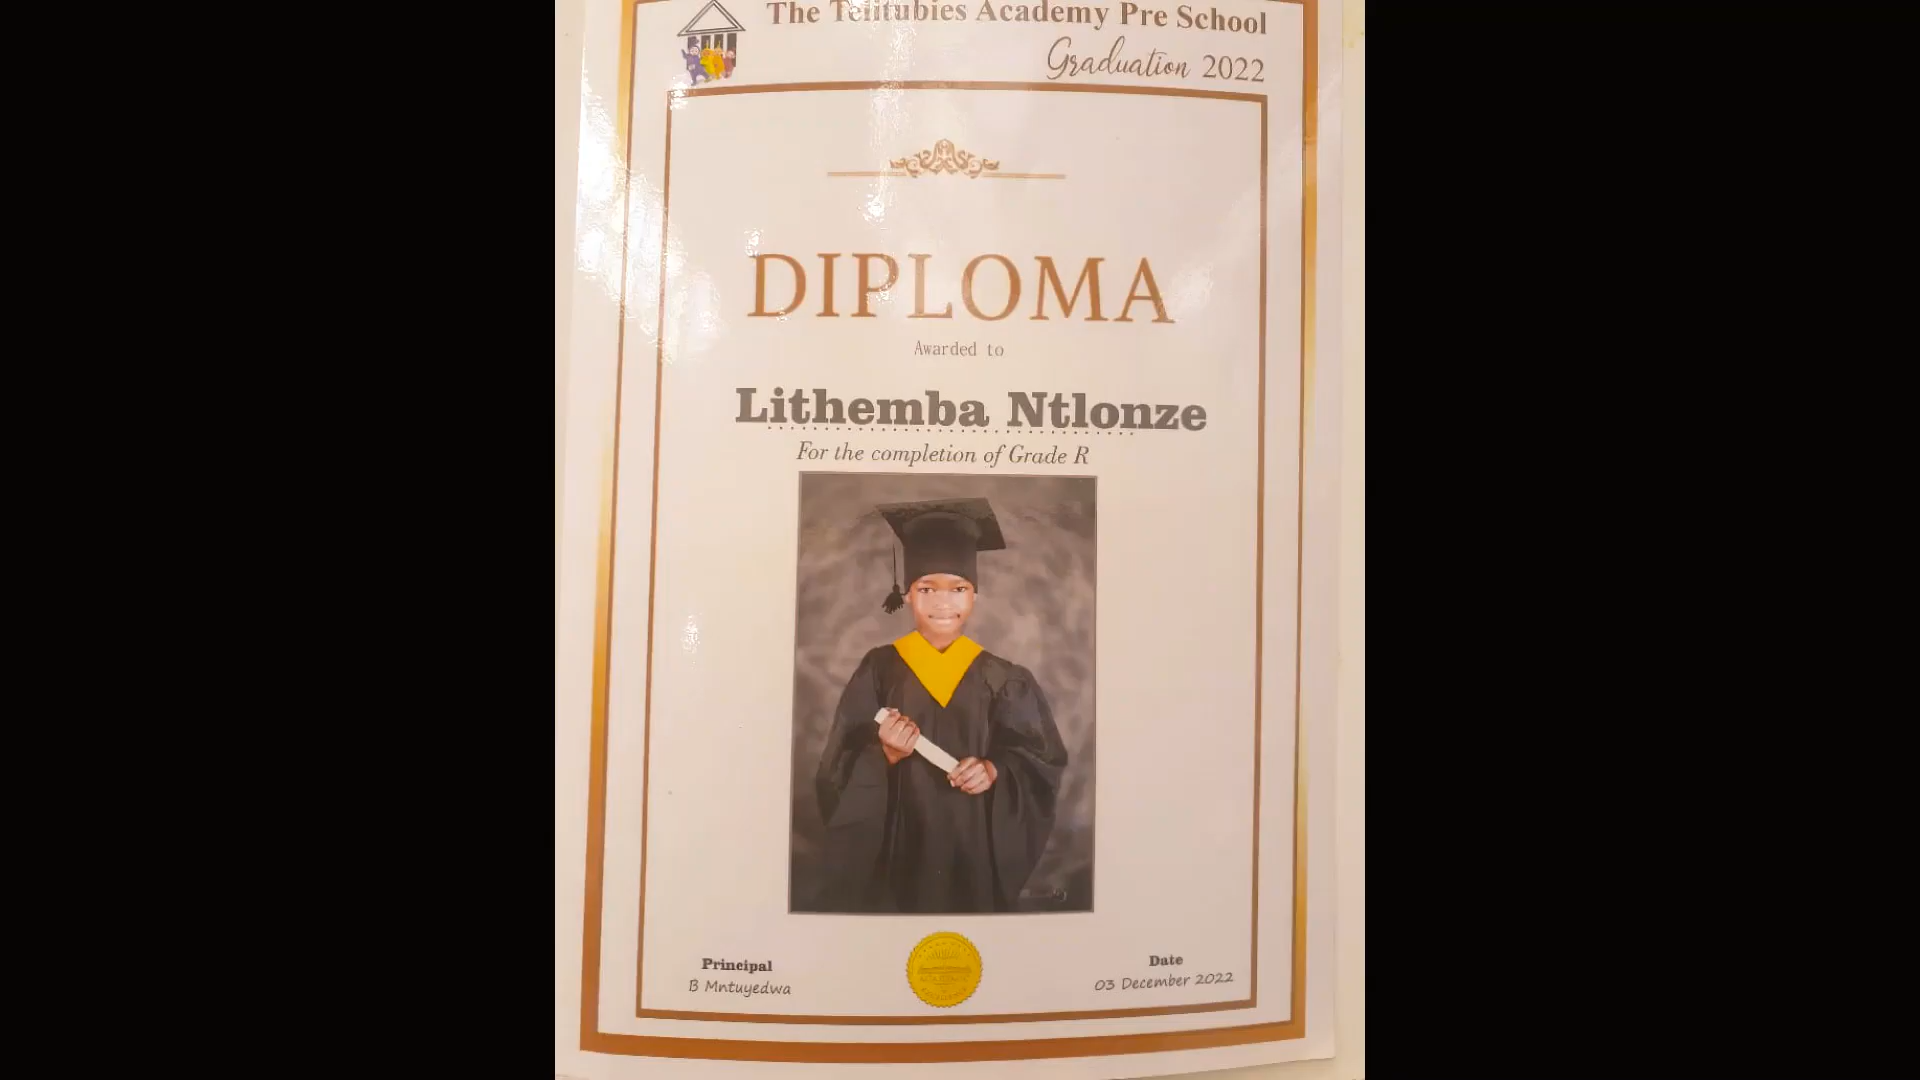 The Telitubies Academy Pre School
Graduation 2022
DIPLOMA
Awarded to
Lithemba Ntlonze
For the completion of Grade R
Principal
B Mntuyedwa
Date
03 December 2022